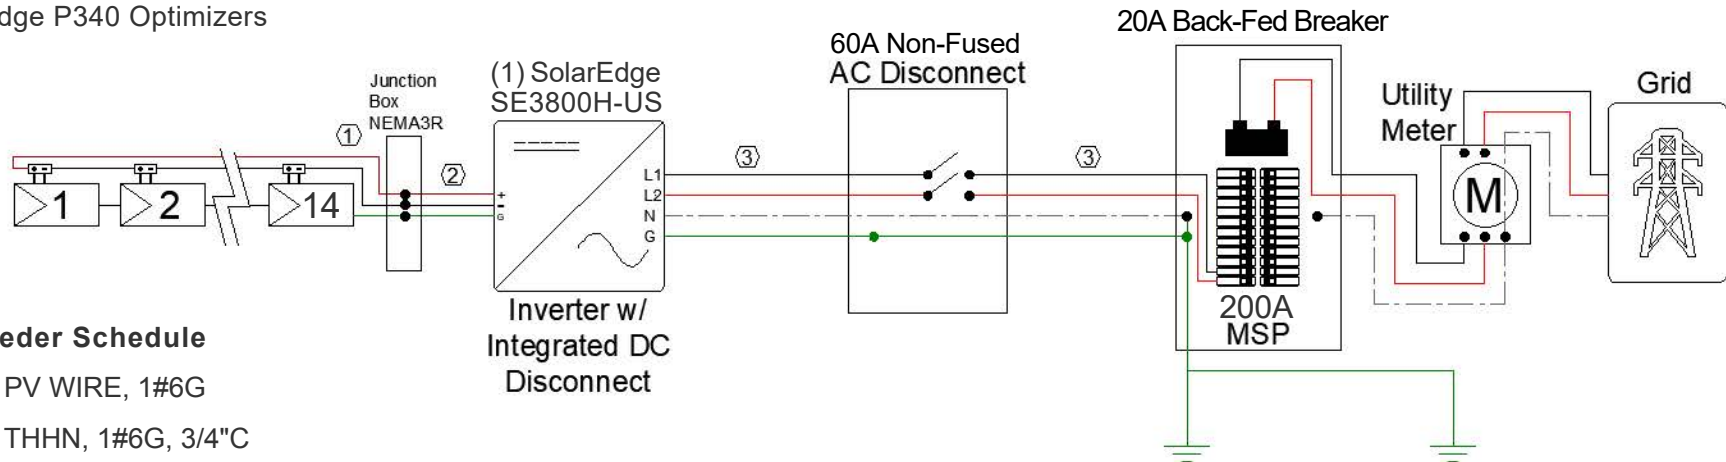 dge P340 Optimizers
20A Back-Fed Breaker
60A Non-Fused
AC Disconnect
(1) SolarEdge
SE3800H-US
Junction
Box
NEMA3R
Utility
Meter
Grid
1
2
3
3
1
2
14
+
-
G
L1
L2
N
G
M
200A
MSP
Inverter w/
Integrated DC
Disconnect
eder Schedule
PV WIRE, 1#6G
THHN, 1#6G, 3/4"C